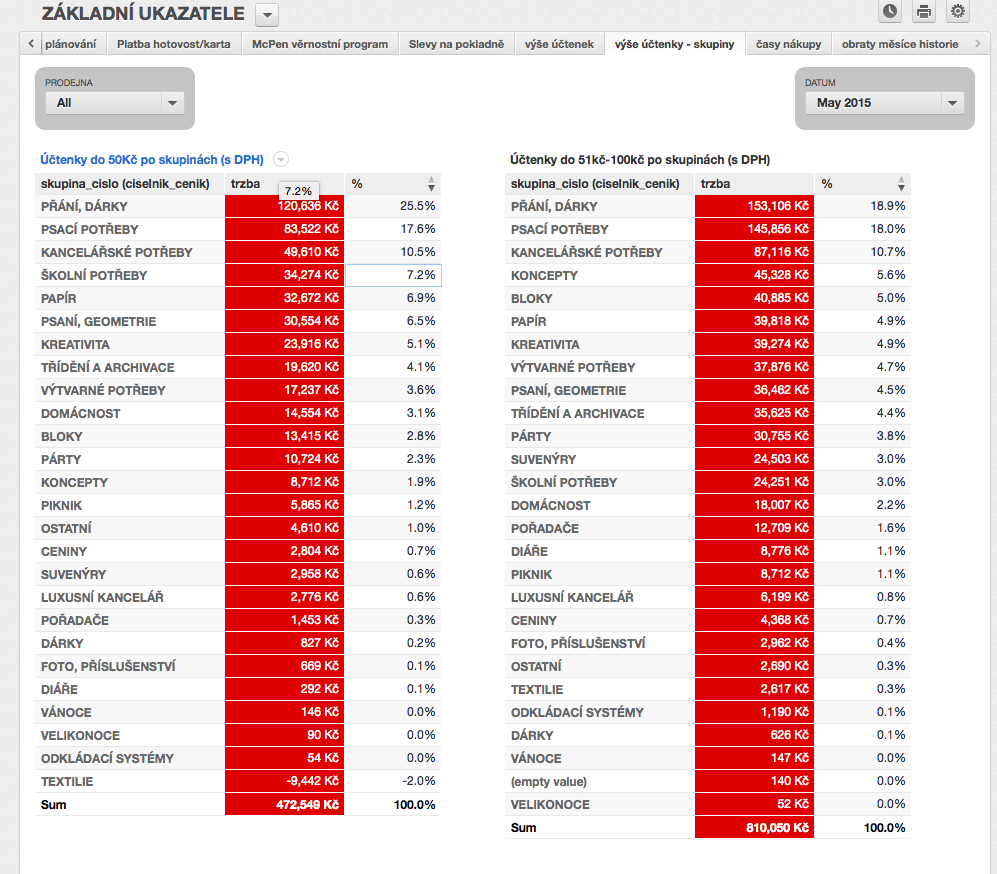 ZÁKLADNÍ UKAZATELE
plánování Platba hotovost/karta McPen věrnostní program Slevy na pokladně výše účtenek výše účtenky - skupiny časy nákupy obraty měsíce historie
PRODEJNA
All
DATUM
May 2015
Účtenky do 50Kč po skupinách (s DPH)
skupina_cislo (ciselnik_cenik) trzba %
7.2%
PŘÁNÍ, DÁRKY 120,636 Kč 25.5%
PSACÍ POTŘEBY 83,522 Kč 17.6%
KANCELÁŘSKÉ POTŘEBY 49,610 Kč 10.5%
ŠKOLNÍ POTŘEBY 34,274 Kč 7.2%
PAPÍR 32,672 Kč 6.9%
PSANÍ, GEOMETRIE 30,554 Kč 6.5%
KREATIVITA 23,916 Kč 5.1%
TŘÍDĚNÍ A ARCHIVACE 19,620 Kč 4.1%
VÝTVARNÉ POTŘEBY 17,237 Kč 3.6%
DOMÁCNOST 14,554 Kč 3.1%
BLOKY 13,415 Kč 2.8%
PÁRTY 10,724 Kč 2.3%
KONCEPTY 8,712 Kč 1.9%
PIKNIK 5,865 Kč 1.2%
OSTATNÍ 4,610 Kč 1.0%
CENINY 2,804 Kč 0.7%
SUVENÝRY 2,958 Kč 0.6%
LUXUSNÍ KANCELÁŘ 2,776 Kč 0.6%
POŘADAČE 1,453 Kč 0.3%
DÁRKY 827 Kč 0.2%
FOTO, PŘÍSLUŠENSTVÍ 669 Kč 0.1%
DIÁŘE 292 Kč 0.1%
VÁNOCE 146 Kč 0.0%
VELIKONOCE 90 Kč 0.0%
ODKLÁDACÍ SYSTÉMY 54 Kč 0.0%
TEXTILIE -9,442 Kč -2.0%
Sum 472,549 Kč 100.0%
Účtenky do 51kč-100kč po skupinách (s DPH)
skupina_cislo (ciselnik_cenik) trzba %
PŘÁNÍ, DÁRKY 153,106 Kč 18.9%
PSACÍ POTŘEBY 145,856 Kč 18.0%
KANCELÁŘSKÉ POTŘEBY 87,116 Kč 10.7%
KONCEPTY 45,328 Kč 5.6%
BLOKY 40,885 Kč 5.0%
PAPÍR 39,818 Kč 4.9%
KREATIVITA 39,274 Kč 4.9%
VÝTVARNÉ POTŘEBY 37,876 Kč 4.7%
PSANÍ, GEOMETRIE 36,462 Kč 4.5%
TŘÍDĚNÍ A ARCHIVACE 35,625 Kč 4.4%
PÁRTY 30,755 Kč 3.8%
SUVENÝRY 24,503 Kč 3.0%
ŠKOLNÍ POTŘEBY 24,251 Kč 3.0%
DOMÁCNOST 18,007 Kč 2.2%
POŘADAČE 12,709 Kč 1.6%
DIÁŘE 8,776 Kč 1.1%
PIKNIK 8,712 Kč 1.1%
LUXUSNÍ KANCELÁŘ 6,199 Kč 0.8%
CENINY 4,368 Kč 0.7%
FOTO, PŘÍSLUŠENSTVÍ 2,962 Kč 0.4%
OSTATNÍ 2,690 Kč 0.3%
TEXTILIE 2,617 Kč 0.3%
ODKLÁDACÍ SYSTÉMY 1,190 Kč 0.1%
DÁRKY 626 Kč 0.1%
VÁNOCE 147 Kč 0.0%
(empty value) 140 Kč 0.0%
VELIKONOCE 52 Kč 0.0%
Sum 810,050 Kč 100.0%